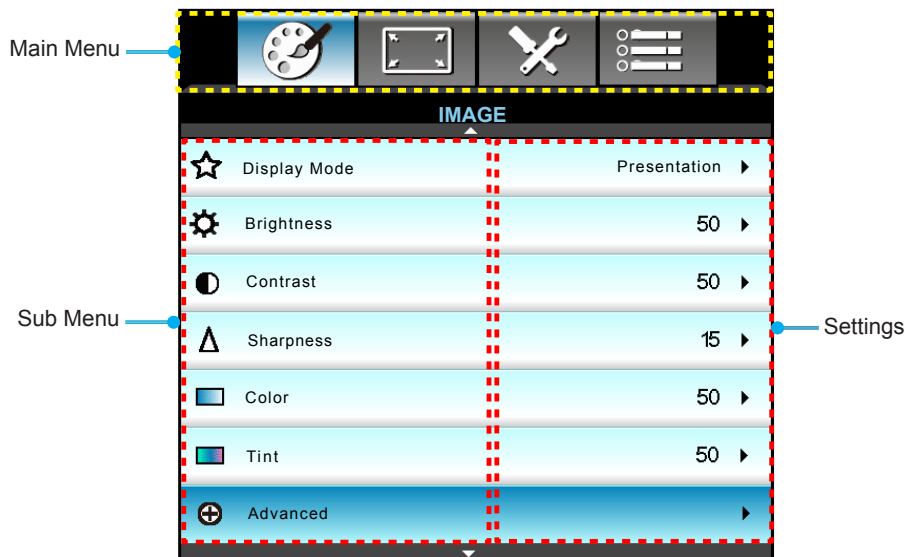 Main Menu
IMAGE
Display Mode Presentation
Brightness 50
Contrast 50
Sub Menu
Sharpness 15
Settings
Color 50
Tint 50
Advanced